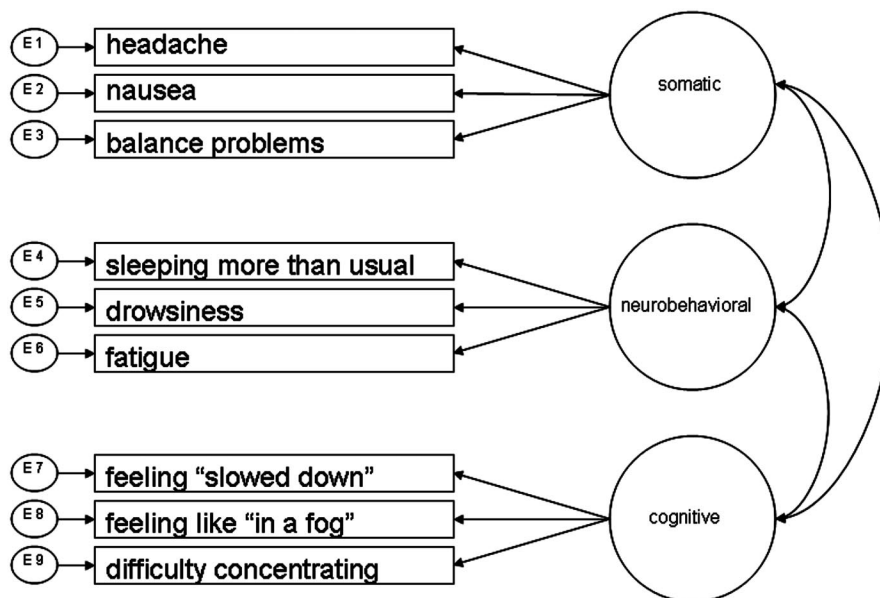 E1
headache
E2
nausea
E3
balance problems
somatic
E4
sleeping more than usual
E5
drowsiness
E6
fatigue
neurobehavioral
E7
feeling “slowed down”
E8
feeling like “in a fog”
E9
difficulty concentrating
cognitive